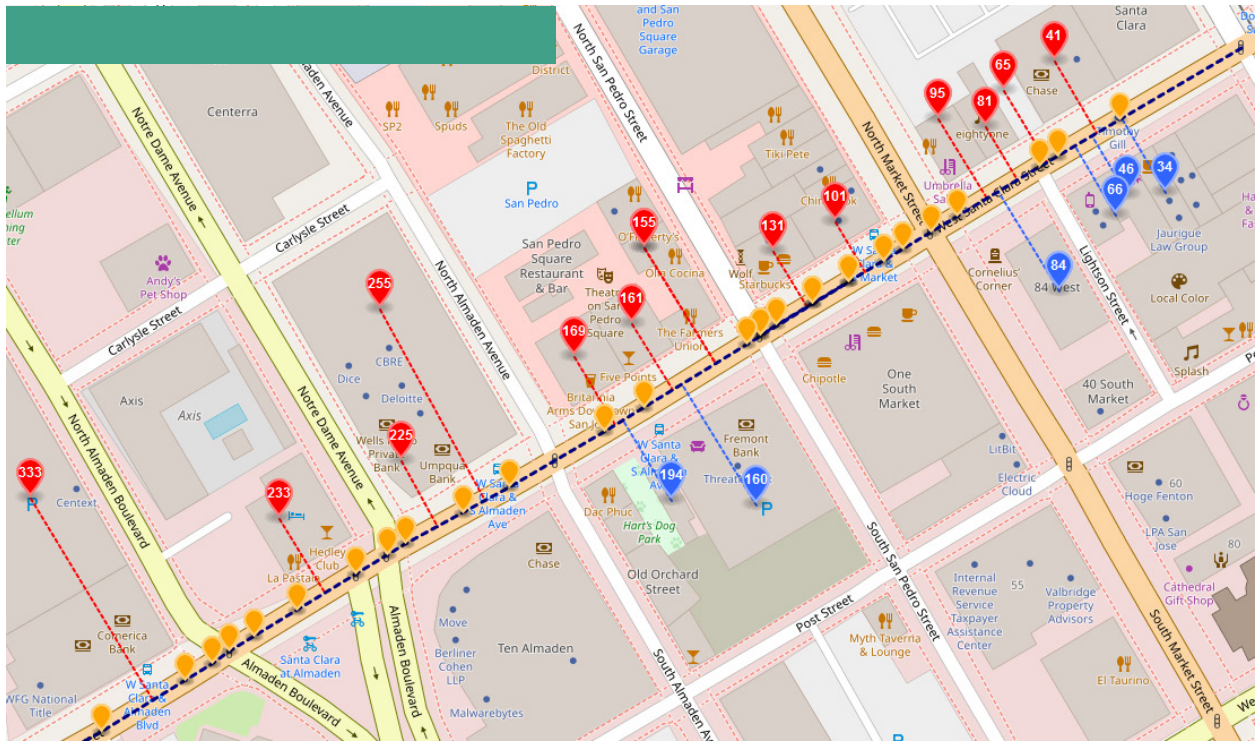 and San
Pedro
Square
Garage
Santa
Clara
North San Pedro Street
District
41
65
Chase
95
81
eightyone
Centerra
SP2
Spuds
The Old
Spaghetti
Factory
Tiki Pete
North Market Street
Notre Dame Avenue
San Pedro
Umbrella
46
34
66
Carlysle Street
101
155
O'Flaherty's
Jaurigue
Law Group
131
W Santa
Clara &
Market
West Santa Clara Street
Andy's
Pet Shop
San Pedro
Square
Restaurant
& Bar
Olla Cocina
Wolf
Starbucks
Cornelius'
Corner
84
84 West
Lightson Street
Local Color
255
North Almaden Avenue
Theatre
on San
Pedro
Square
161
Carlysle Street
169
The Farmers
Union
CBRE
Dice
Deloitte
Five Points
Chipotle
One
South
Market
Splash
40 South
Market
Axis
Axis
Britannia
Arms Downtown
San Jose
225
Wells Fargo
Private
Bank
Umpqua
Bank
W Santa
Clara &
S Almaden
Ave
Fremont
Bank
LitBit
Electric
Cloud
North Almaden Boulevard
Notre Dame Avenue
333
Centext
233
W Santa
Clara &
S Almaden
Ave
194
160
60
Hoge Fenton
Dac Phuc
Hart's Dog
Park
LPA San
Jose
80
Hedley
Club
La Pastaia
Chase
Old Orchard
Street
South San Pedro Street
Internal
Revenue
Service
Taxpayer
Assistance
Center
55
Valbridge
Property
Advisors
Cathedral
Gift Shop
Comerica
Bank
Move
Berliner
Cohen
LLP
Ten Almaden
Post Street
Myth Taverna
& Lounge
South Market Street
Santa Clara
at Almaden
Almaden Boulevard
Almaden Boulevard
WFG National
Title
W Santa
Clara &
Almaden
Blvd
Malwarebytes
South Almaden
El Taurino